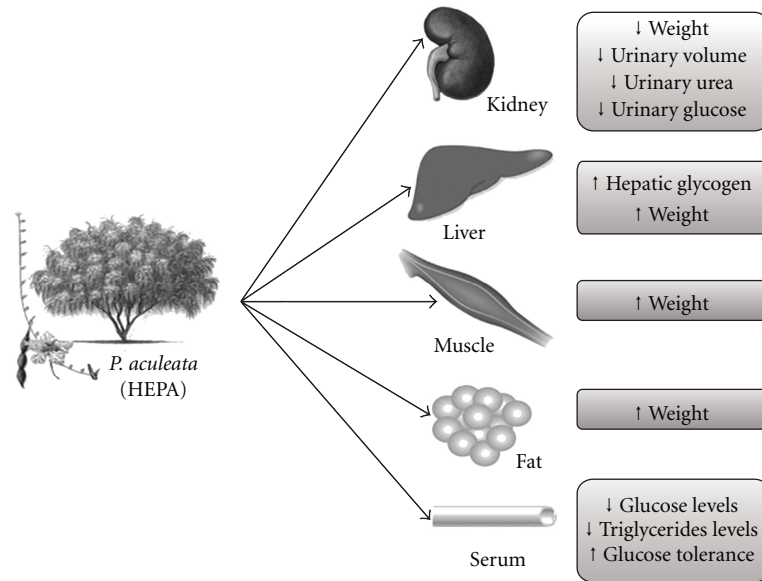 ↓ Weight
↓ Urinary volume
↓ Urinary urea
↓ Urinary glucose
Kidney
↑ Hepatic glycogen
↑ Weight
Liver
↑ Weight
Muscle
P. aculeata
(HEPA)
↑ Weight
Fat
↓ Glucose levels
↓ Triglycerides levels
↑ Glucose tolerance
Serum